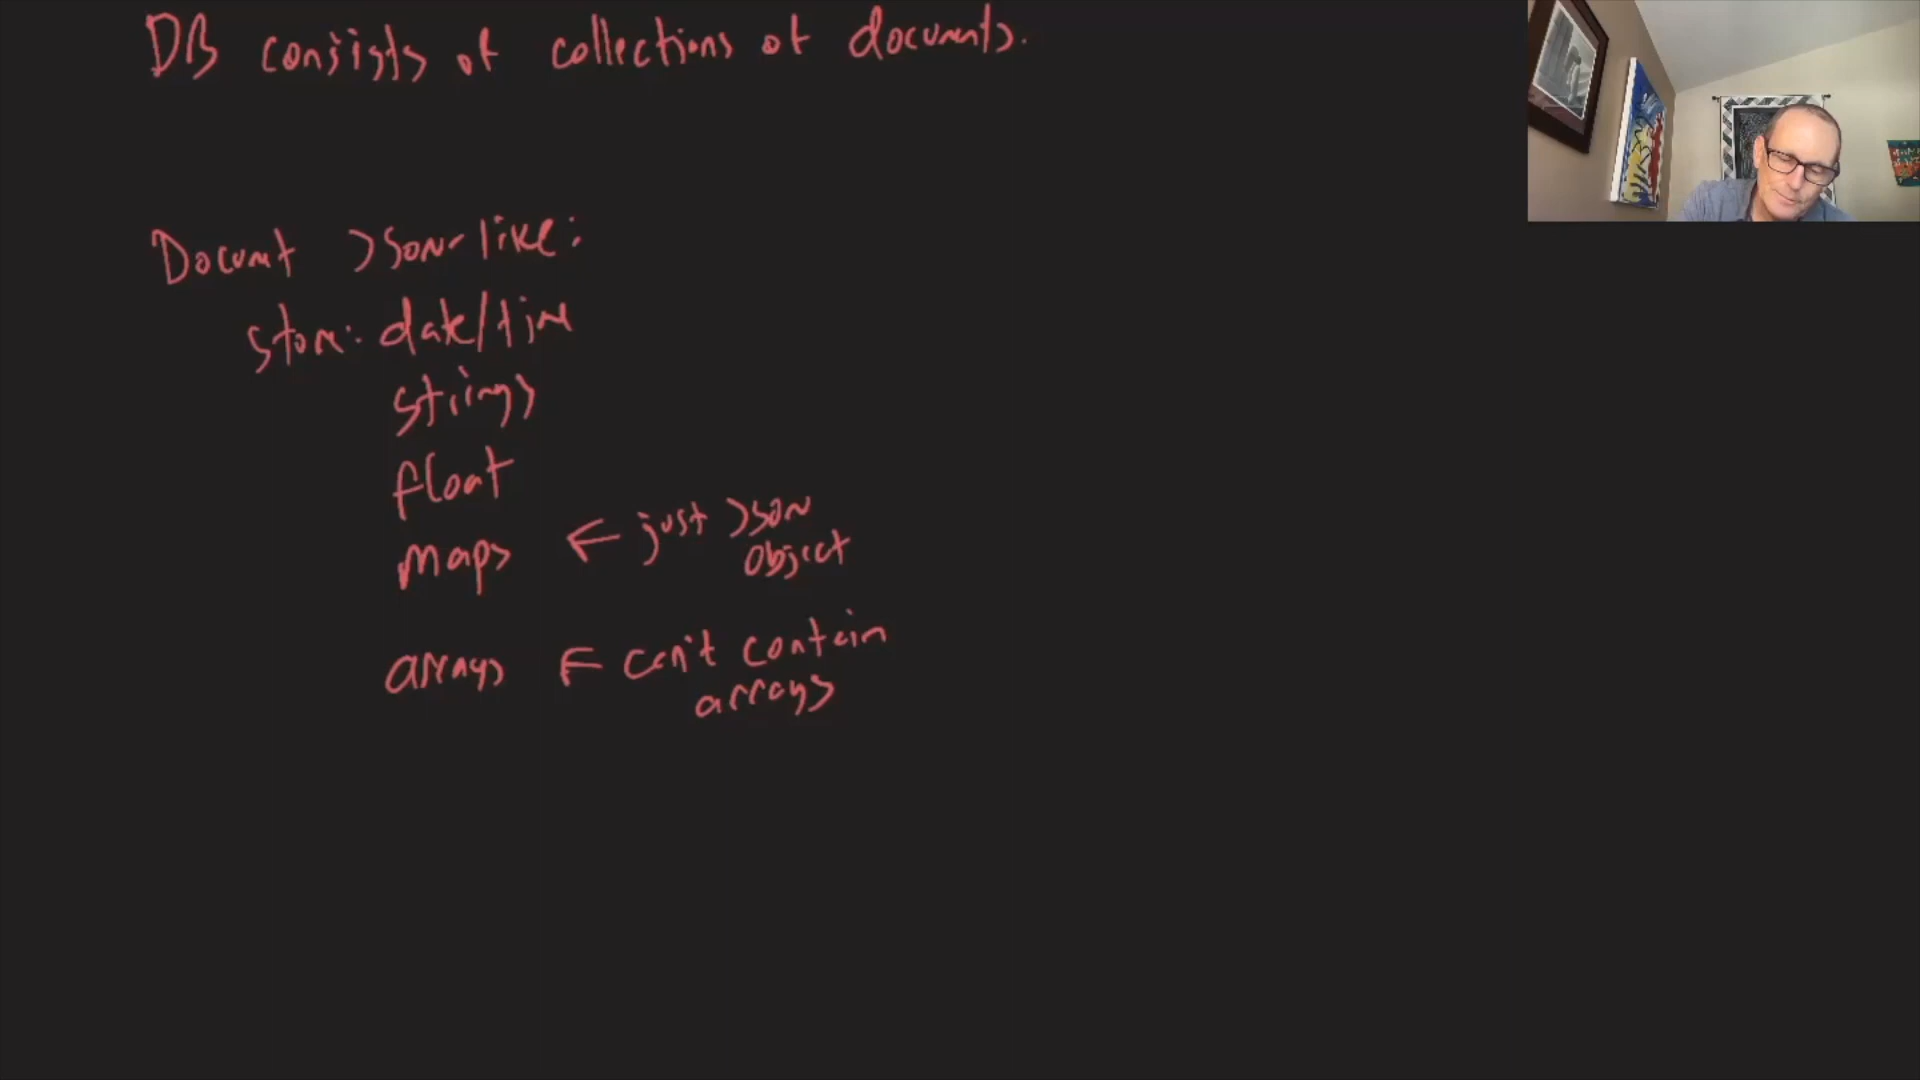 DB consists of collections of documents.
Document JSON-like:
store: date/time
strings
float
maps ← just JSON
object
arrays ← can't contain
arrays